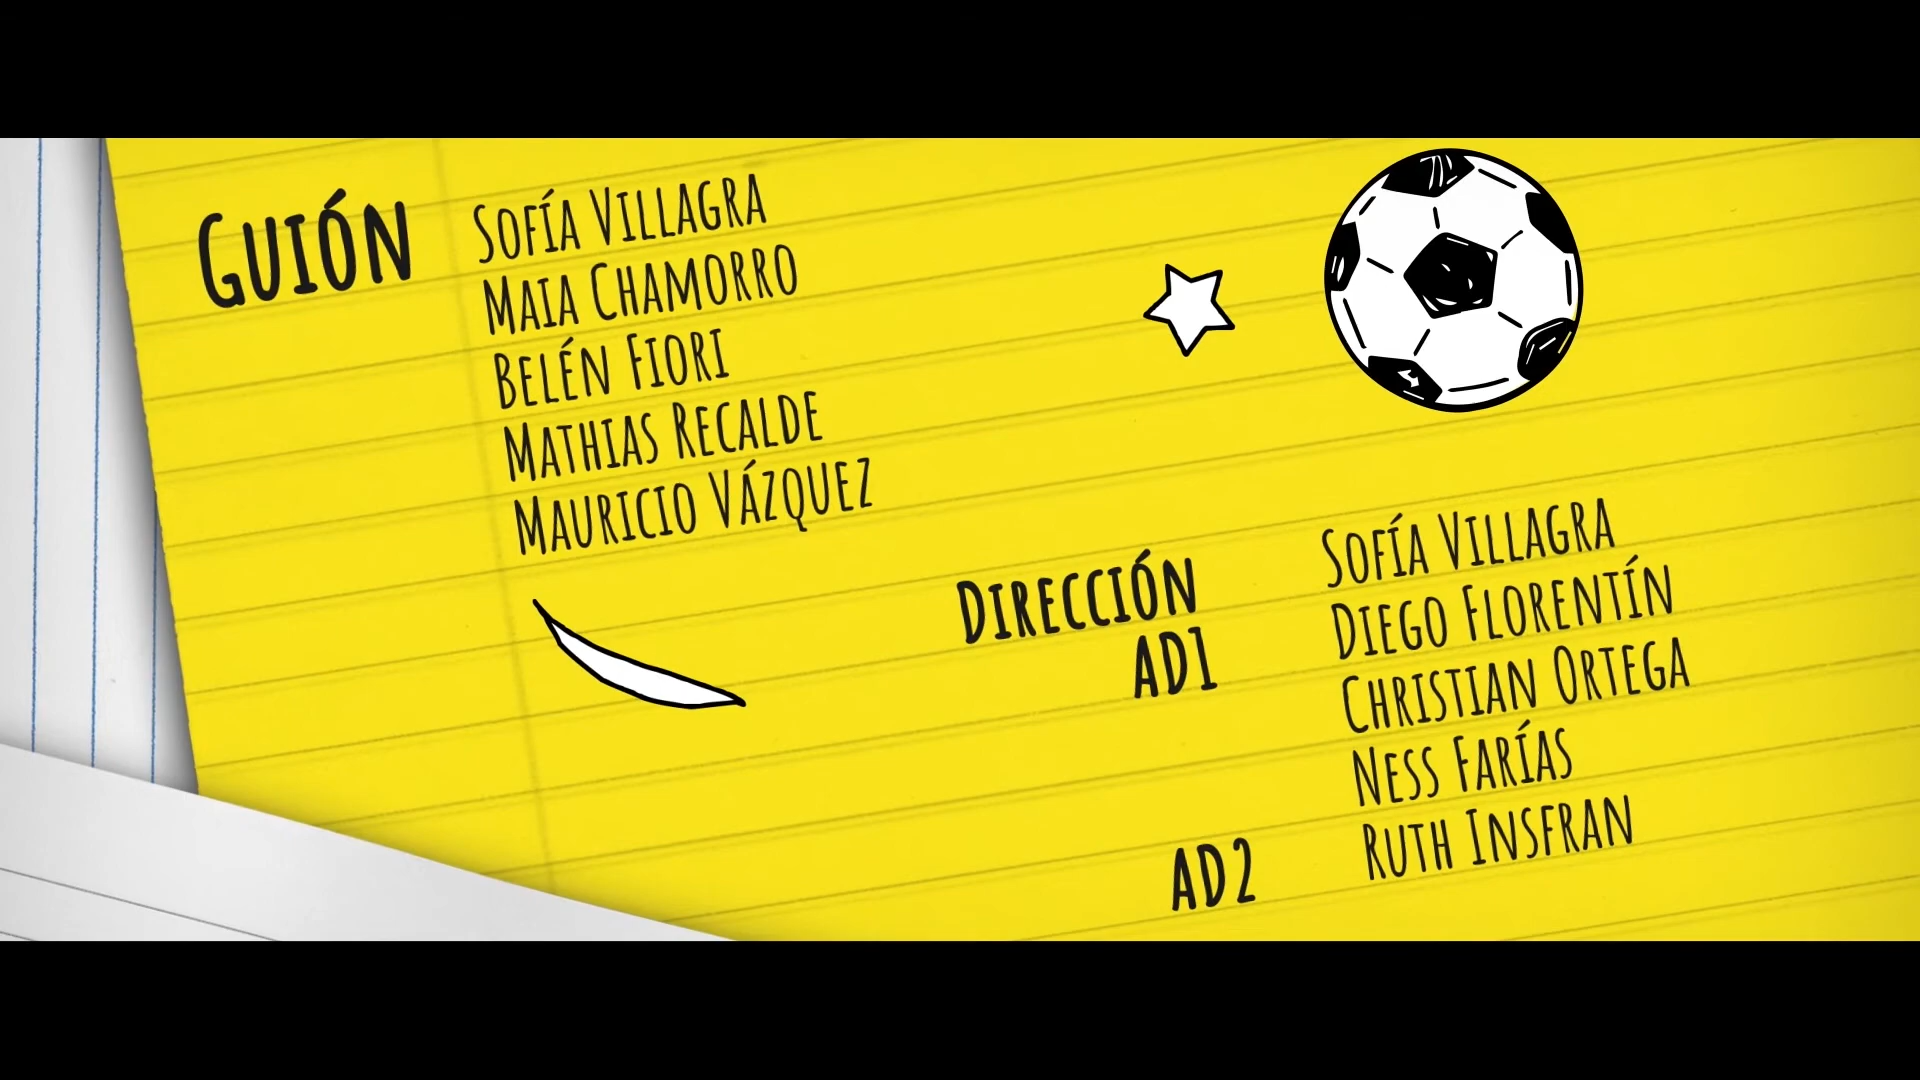 Guión
Sofía Villagra
Maia Chamorro
Belén Fiori
Mathias Recalde
Mauricio Vázquez
Dirección
AD1
AD2
Sofía Villagra
Diego Florentín
Christian Ortega
Ness Farías
Ruth Insfran